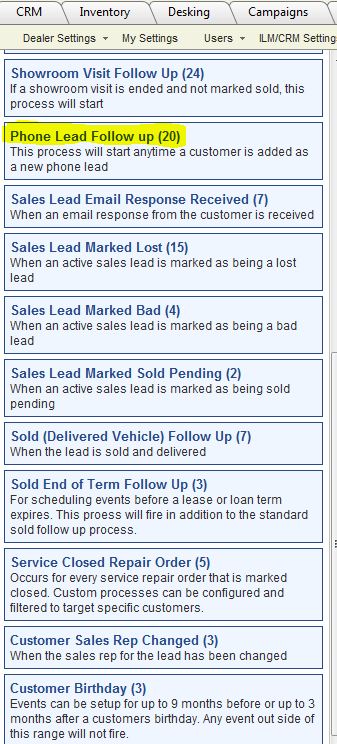 CRM Inventory Desking Campaigns
Dealer Settings My Settings Users ILM/CRM Setting
Showroom Visit Follow Up (24)
If a showroom visit is ended and not marked sold, this
process will start
Phone Lead Follow up (20)
This process will start anytime a customer is added as
a new phone lead
Sales Lead Email Response Received (7)
When an email response from the customer is received
Sales Lead Marked Lost (15)
When an active sales lead is marked as being a lost
lead
Sales Lead Marked Bad (4)
When an active sales lead is marked as being a bad
lead
Sales Lead Marked Sold Pending (2)
When an active sales lead is marked as being sold
pending
Sold (Delivered Vehicle) Follow Up (7)
When the lead is sold and delivered
Sold End of Term Follow Up (3)
For scheduling events before a lease or loan term
expires. This proess will fire in addition to the standard
sold follow up process.
Service Closed Repair Order (5)
Occurs for every service repair order that is marked
closed. Custom processes can be configured and
filtered to target specific customers.
Customer Sales Rep Changed (3)
When the sales rep for the lead has been changed
Customer Birthday (3)
Events can be setup for up to 9 months before or up to 3
months after a customers birthday. Any event out side of
this range will not fire.